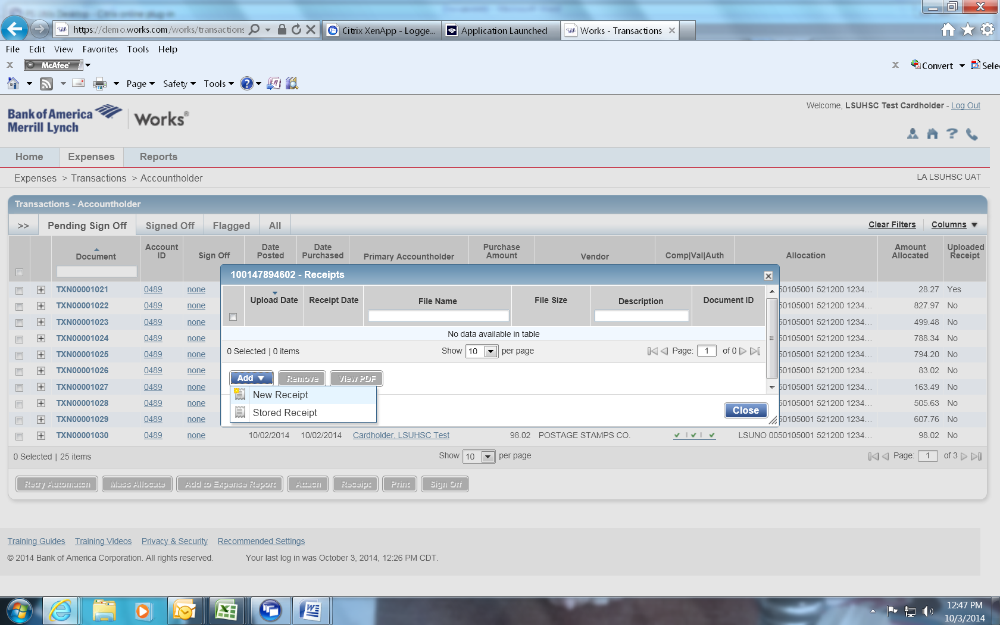 https://demo.works.com/works/transactions
Citrix XenApp - Logge...
Application Launched
Works - Transactions
File Edit View Favorites Tools Help
McAfee
Convert
Sele
Page Safety Tools
Bank of America
Merrill Lynch
Works®
Welcome, LSUHSC Test Cardholder - Log Out
Home Expenses Reports
Expenses > Transactions > Accountholder
LA LSUHSC UAT
Transactions - Accountholder
>> Pending Sign Off Signed Off Flagged All
Clear Filters Columns
Document
Account ID
Sign Off
Date Posted
Date Purchased
Primary Accountholder
Purchase Amount
Vendor
Comp|Val|Auth
Allocation
Amount Allocated
Uploaded Receipt
TXN00001021 0489 none 0050105001 521200 1234... 28.27 Yes
TXN00001022 0489 none 0050105001 521200 1234... 827.97 No
TXN00001023 0489 none 0050105001 521200 1234... 499.48 No
TXN00001024 0489 none 0050105001 521200 1234... 788.34 No
TXN00001025 0489 none 0050105001 521200 1234... 794.20 No
TXN00001026 0489 none 0050105001 521200 1234... 83.02 No
TXN00001027 0489 none 0050105001 521200 1234... 163.49 No
TXN00001028 0489 none 0050105001 521200 1234... 505.63 No
TXN00001029 0489 none 0050105001 521200 1234... 607.76 No
TXN00001030 0489 none 10/02/2014 10/02/2014 Cardholder, LSUHSC Test 98.02 POSTAGE STAMPS CO. LSUNO 0050105001 521200 1234... 98.02 No
100147894602 - Receipts
Upload Date Receipt Date File Name File Size Description Document ID
No data available in table
0 Selected | 0 items
Show 10 per page
Page: 1 of 0
Add Remove View PDF
New Receipt
Stored Receipt
Close
0 Selected | 25 items
Show 10 per page
Page: 1 of 3
Retry Automatch Mass Allocate Add to Expense Report Attach Receipt Print Sign Off
Training Guides Training Videos Privacy & Security Recommended Settings
© 2014 Bank of America Corporation. All rights reserved. Your last log in was October 3, 2014, 12:26 PM CDT.
12:47 PM
10/3/2014